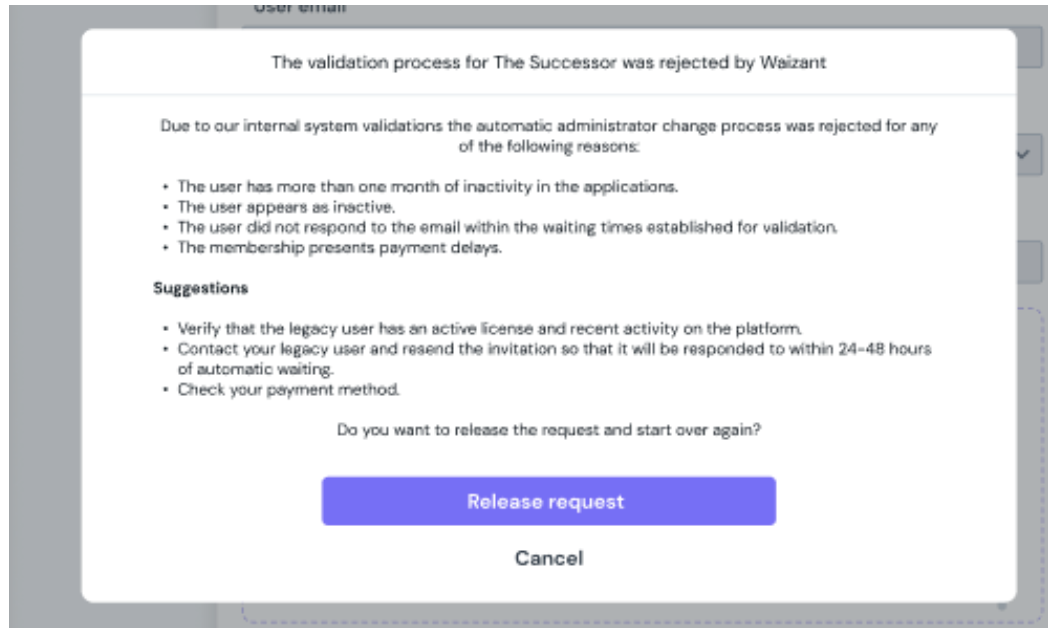 User email
The validation process for The Successor was rejected by Waizant
Due to our internal system validations the automatic administrator change process was rejected for any
of the following reasons:
• The user has more than one month of inactivity in the applications.
• The user appears as inactive.
• The user did not respond to the email within the waiting times established for validation.
• The membership presents payment delays.
Suggestions
• Verify that the legacy user has an active license and recent activity on the platform.
• Contact your legacy user and resend the invitation so that it will be responded to within 24-48 hours
of automatic waiting.
• Check your payment method.
Do you want to release the request and start over again?
Release request
Cancel